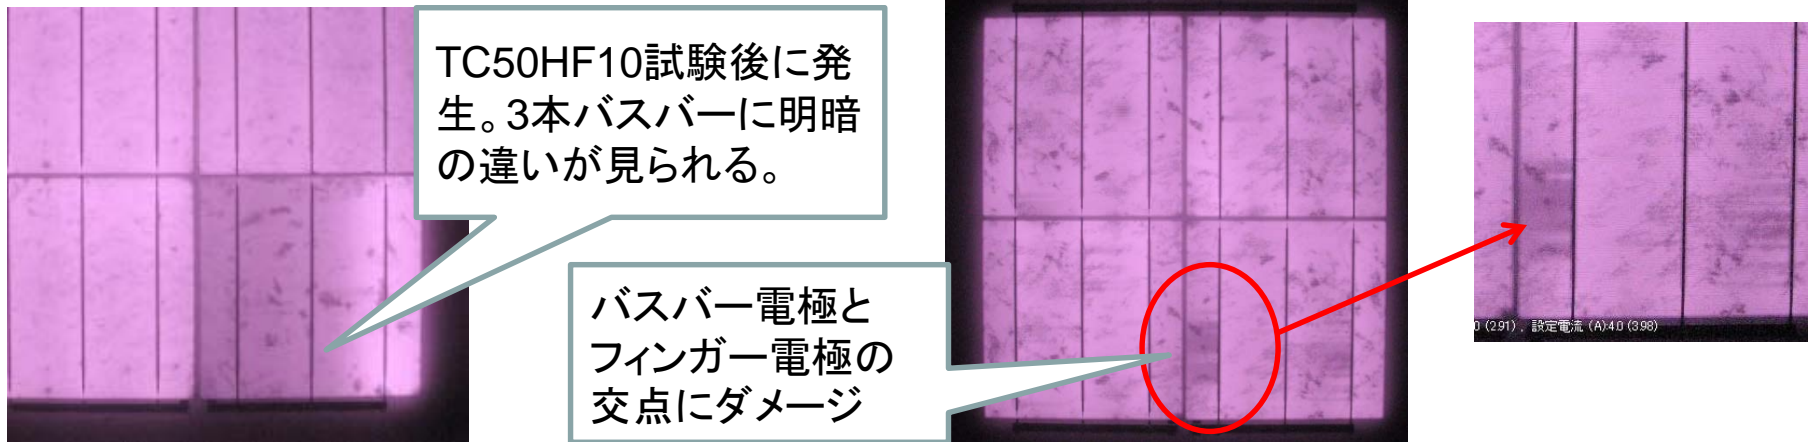 TC50HF10試験後に発
生。3本バスバーに明暗
の違いが見られる。
バスバー電極と
フィンガー電極の
交点にダメージ
0 (2.91) , 設定電流 (A):4.0 (3.98)